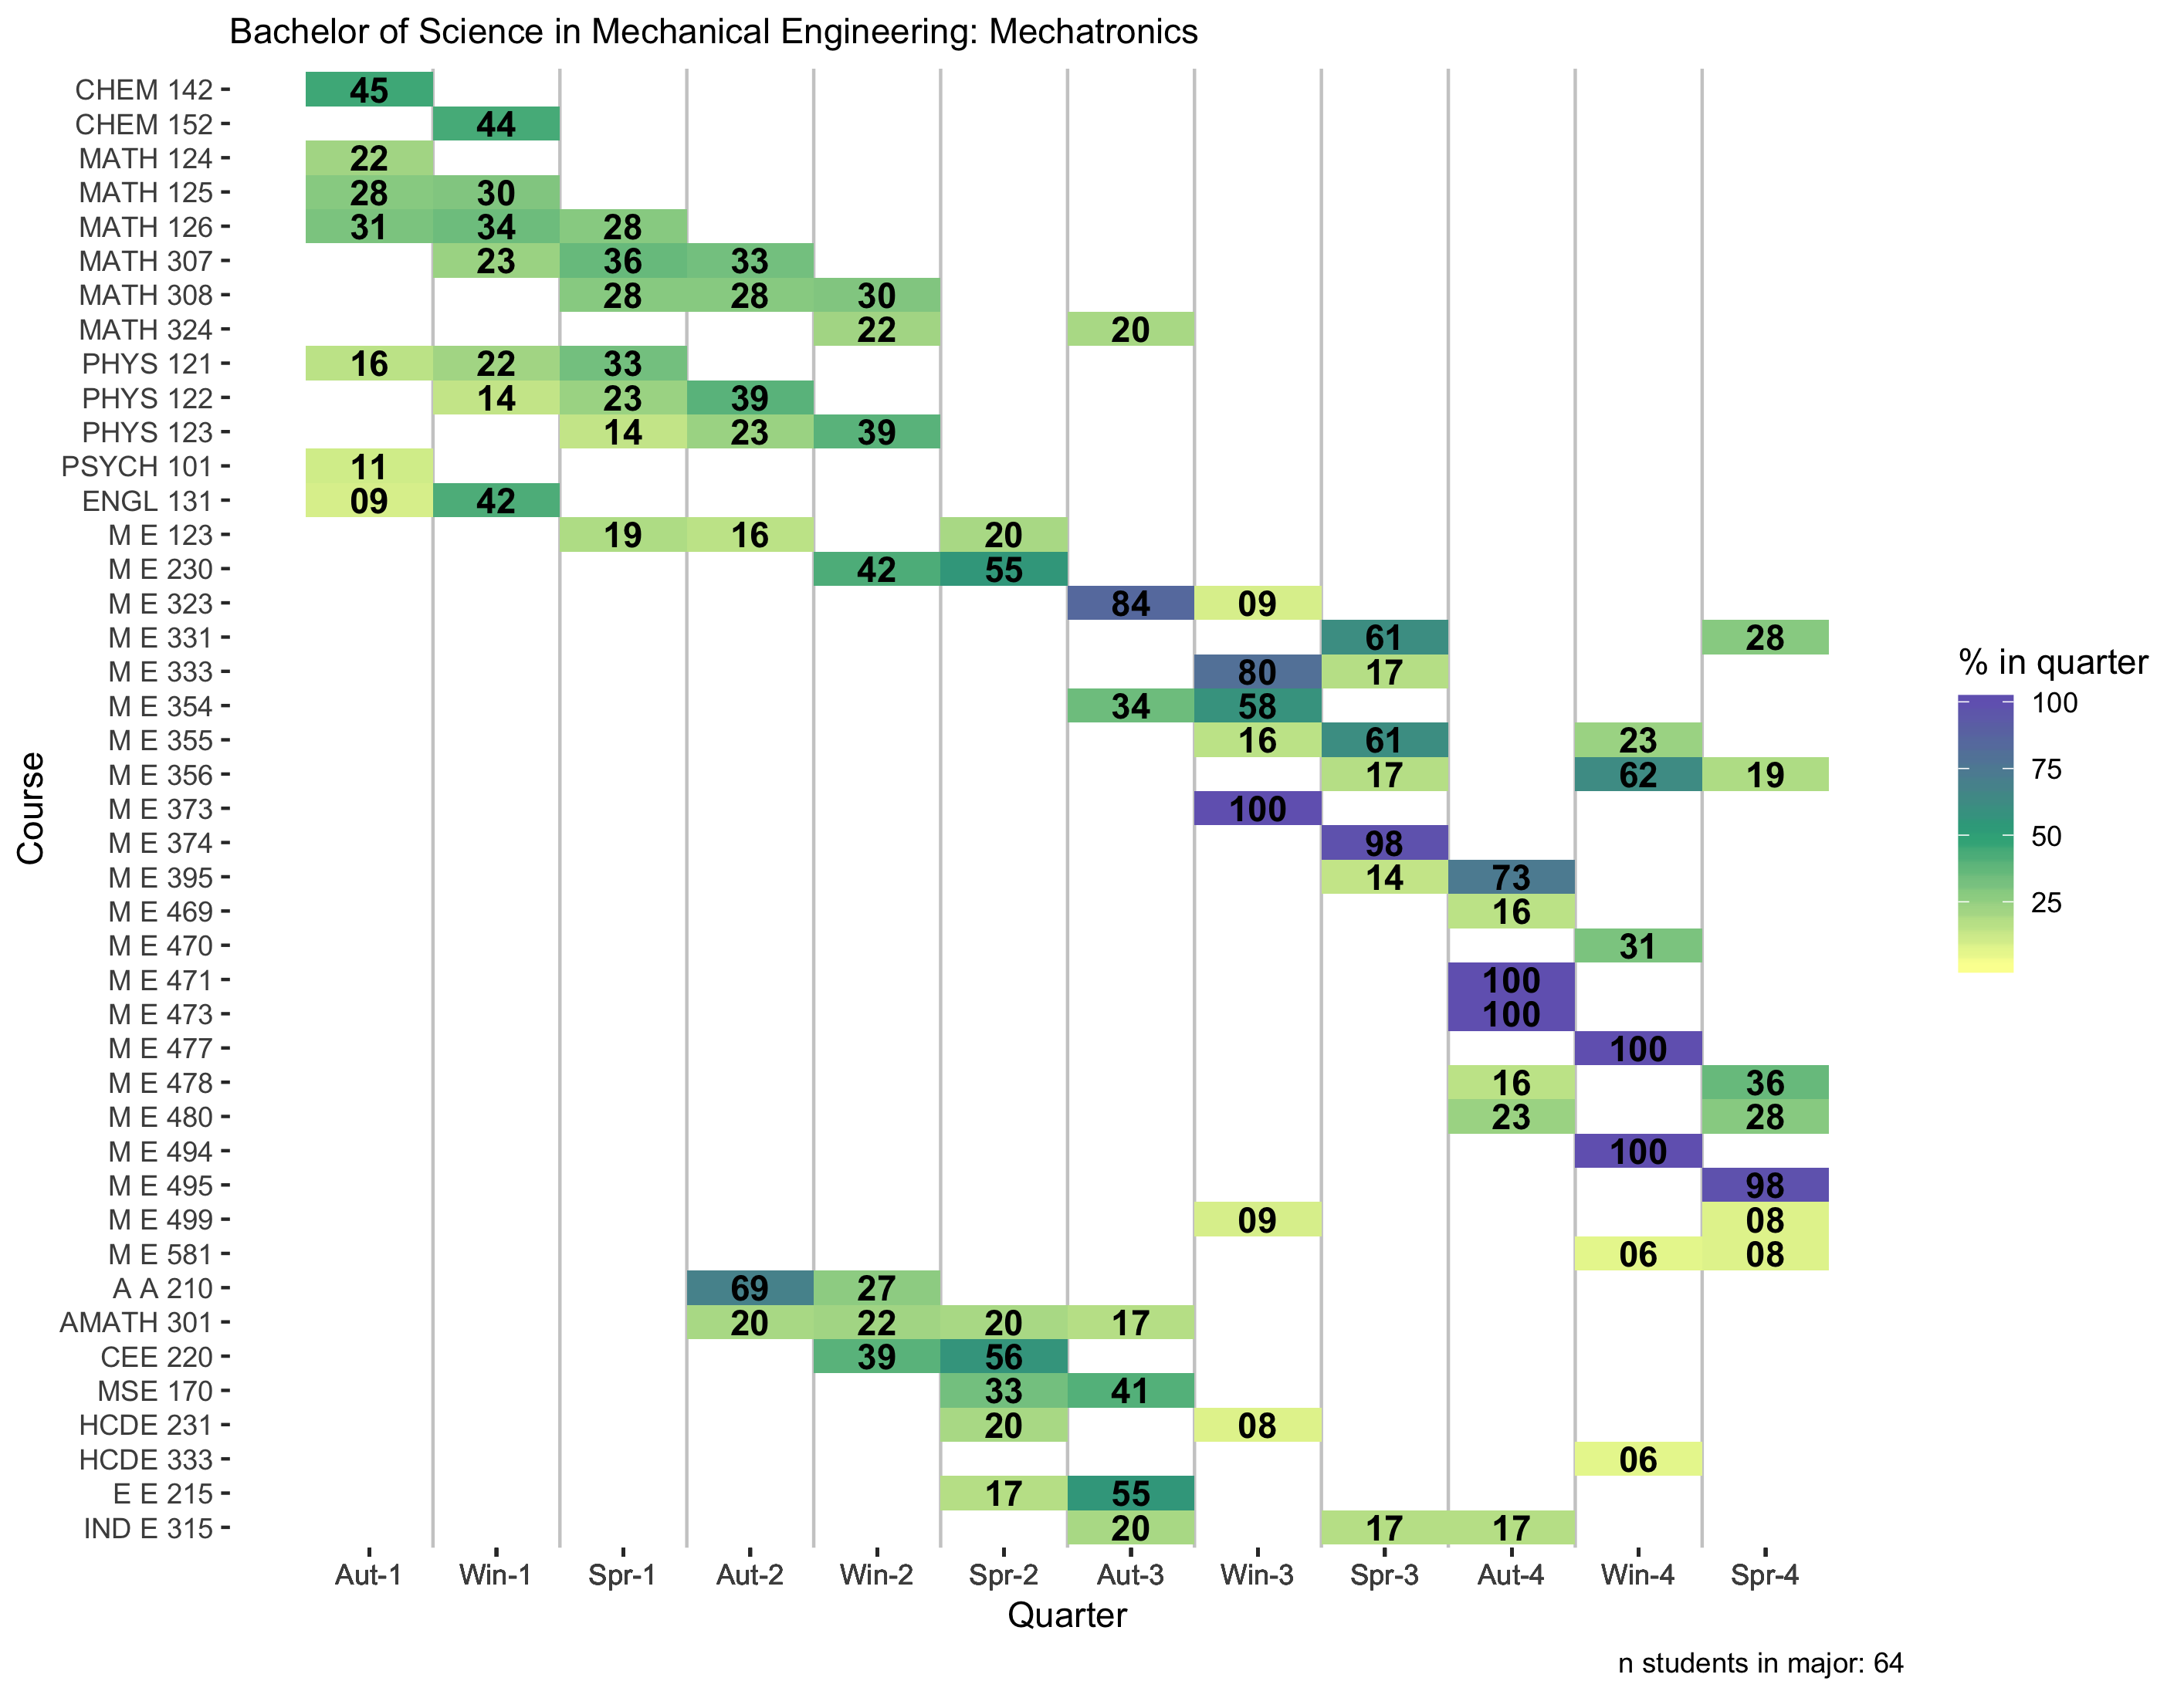 Bachelor of Science in Mechanical Engineering: Mechatronics
CHEM 142 45
CHEM 152 44
MATH 124 22
MATH 125 28 30
MATH 126 31 34 28
MATH 307 23 36 33
MATH 308 28 28 30
MATH 324 22 20
PHYS 121 16 22 33
PHYS 122 14 23 39
PHYS 123 14 23 39
PSYCH 101 11
ENGL 131 09 42
M E 123 19 16 20
M E 230 42 55
M E 323 84 09
M E 331 61 28
M E 333 80 17
M E 354 34 58
M E 355 16 61 23
M E 356 17 62 19
M E 373 100
M E 374 98
M E 395 14 73
M E 469 16
M E 470 31
M E 471 100
M E 473 100
M E 477 100
M E 478 16 36
M E 480 23 28
M E 494 100
M E 495 98
M E 499 09 08
M E 581 06 08
A A 210 69 27
AMATH 301 20 22 20 17
CEE 220 39 56
MSE 170 33 41
HCDE 231 20 08
HCDE 333 06
E E 215 17 55
IND E 315 20 17 17
Aut-1 Win-1 Spr-1 Aut-2 Win-2 Spr-2 Aut-3 Win-3 Spr-3 Aut-4 Win-4 Spr-4
Quarter
Course
% in quarter
100
75
50
25
n students in major: 64